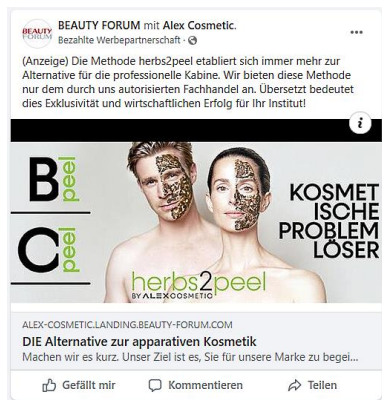 BEAUTY FORUM mit Alex Cosmetic.
BEAUTY
FORUM
Bezahlte Werbepartnerschaft ·
(Anzeige) Die Methode herbs2peel etabliert sich immer mehr zur
Alternative für die professionelle Kabine. Wir bieten diese Methode
nur dem durch uns autorisierten Fachhandel an. Übersetzt bedeutet
dies Exklusivität und wirtschaftlichen Erfolg für Ihr Institut!
i
B peel
C peel
KOSMET
ISCHE
PROBLEM
LÖSER
herbs2peel
BY ALEXCOSMETIC
ALEX-COSMETIC.LANDING.BEAUTY-FORUM.COM
DIE Alternative zur apparativen Kosmetik
Machen wir es kurz. Unser Ziel ist es, Sie für unsere Marke zu begei...
Gefällt mir
Kommentieren
Teilen